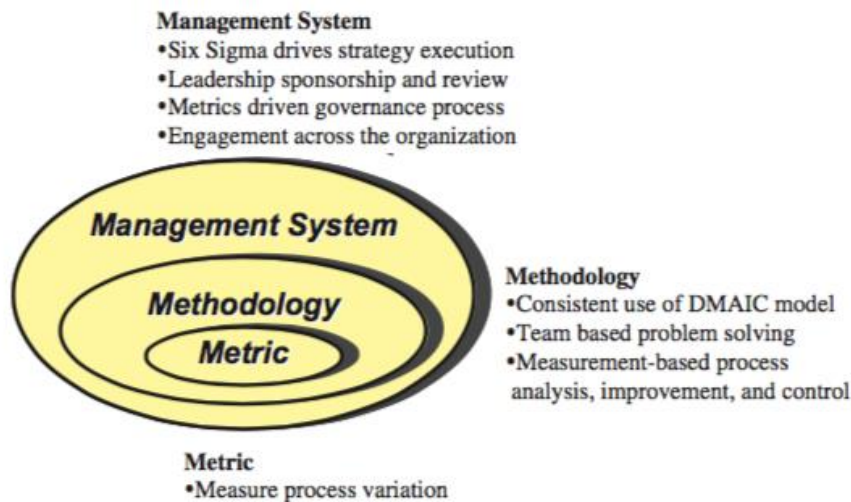 Management System
•Six Sigma drives strategy execution
•Leadership sponsorship and review
•Metrics driven governance process
•Engagement across the organization
Management System
Methodology
Metric
Methodology
•Consistent use of DMAIC model
•Team based problem solving
•Measurement-based process
analysis, improvement, and control
Metric
•Measure process variation